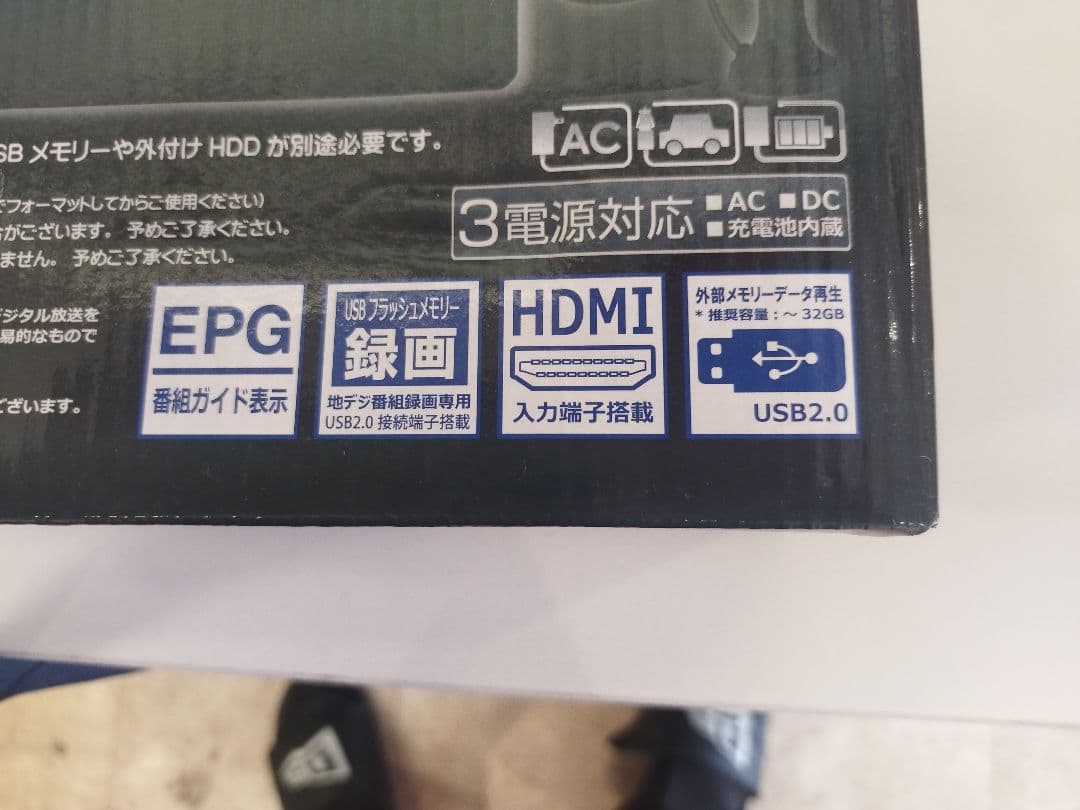 SB メモリーや外付け HDD が別途必要です。
AC
でフォーマットしてからご使用ください)
がございます。 予めご了承ください。
ません。 予めご了承ください。
3電源対応 ■AC ■DC
■充電池内蔵
デジタル放送を
易的なもので
ございます。
EPG
番組ガイド表示
USB フラッシュメモリー
録画
地デジ番組録画専用
USB2.0 接続端子搭載
HDMI
入力端子搭載
外部メモリーデータ再生
* 推奨容量:~ 32GB
USB2.0